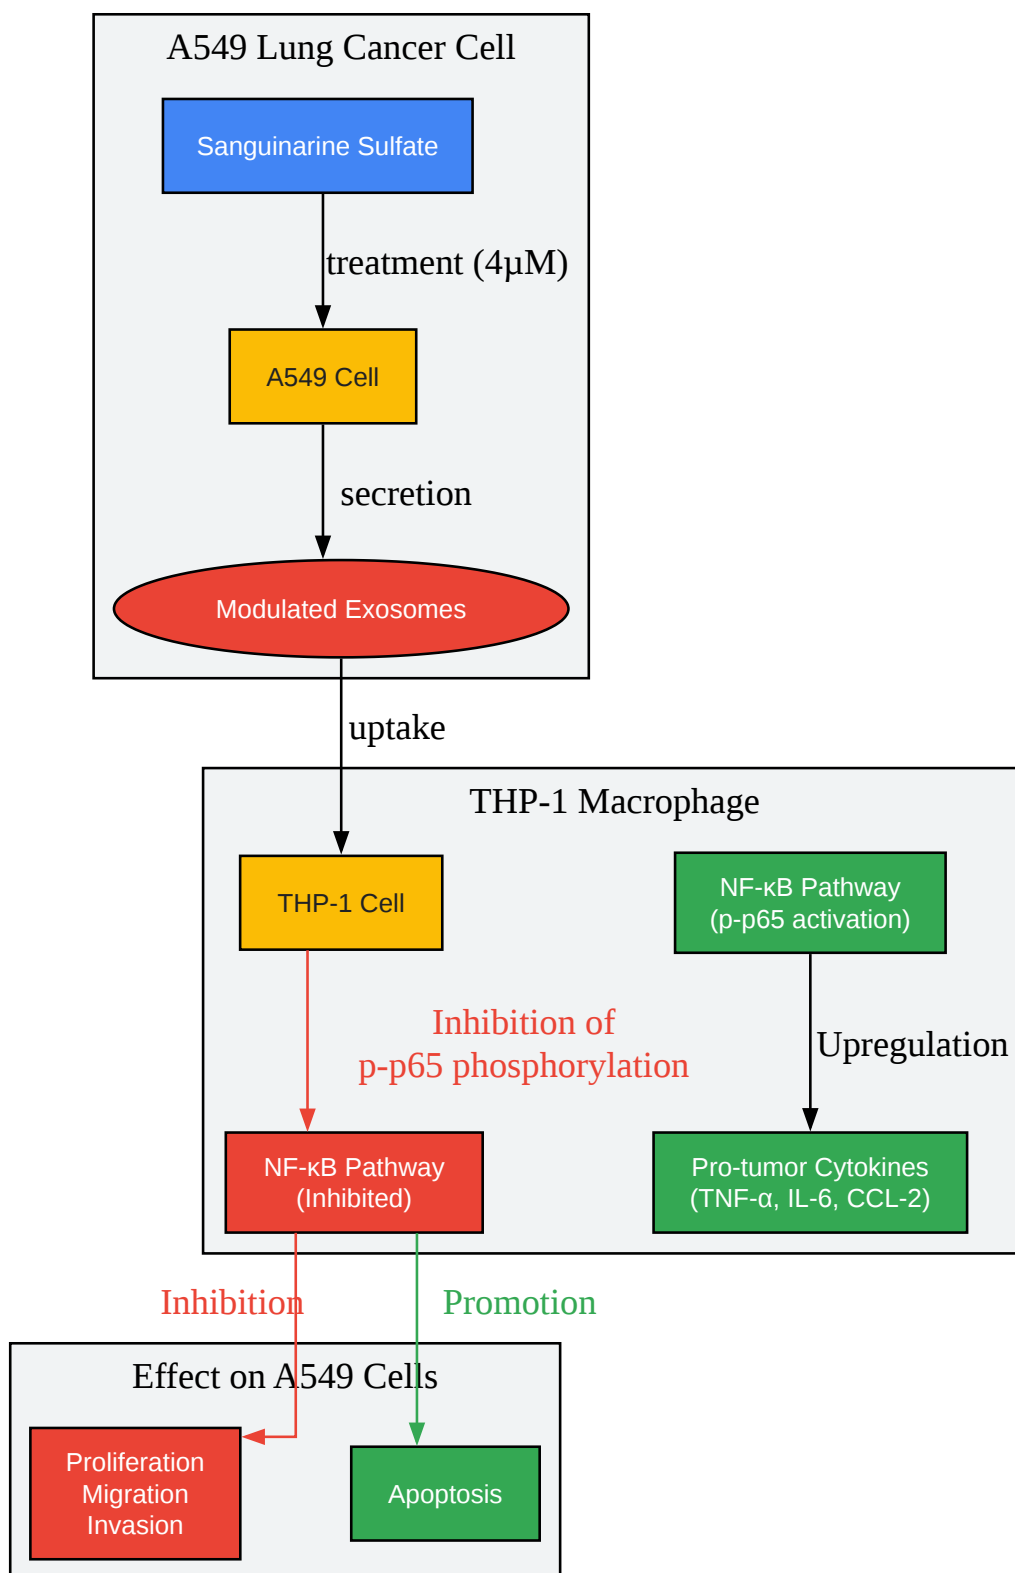 A549 Lung Cancer Cell
Sanguinarine Sulfate
treatment (4µM)
A549 Cell
secretion
Modulated Exosomes
uptake
THP-1 Macrophage
THP-1 Cell
NF-κB Pathway
(p-p65 activation)
Inhibition of
p-p65 phosphorylation
Upregulation
NF-κB Pathway
(Inhibited)
Pro-tumor Cytokines
(TNF-α, IL-6, CCL-2)
Inhibition
Promotion
Effect on A549 Cells
Proliferation
Migration
Invasion
Apoptosis